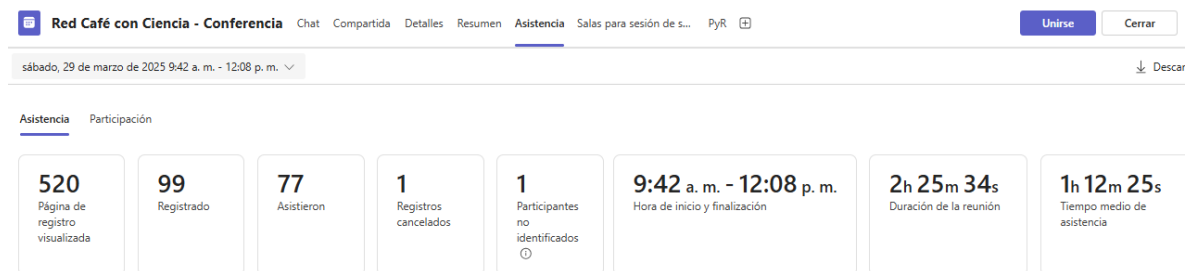 Red Café con Ciencia - Conferencia Chat Compartida Detalles Resumen Asistencia Salas para sesión de s... PyR Unirse Cerrar
sábado, 29 de marzo de 2025 9:42 a. m. - 12:08 p. m. Descar
Asistencia Participación
520
Página de
registro
visualizada
99
Registrado
77
Asistieron
1
Registros
cancelados
1
Participantes
no
identificados
9:42 a. m. - 12:08 p. m.
Hora de inicio y finalización
2h 25m 34s
Duración de la reunión
1h 12m 25s
Tiempo medio de
asistencia